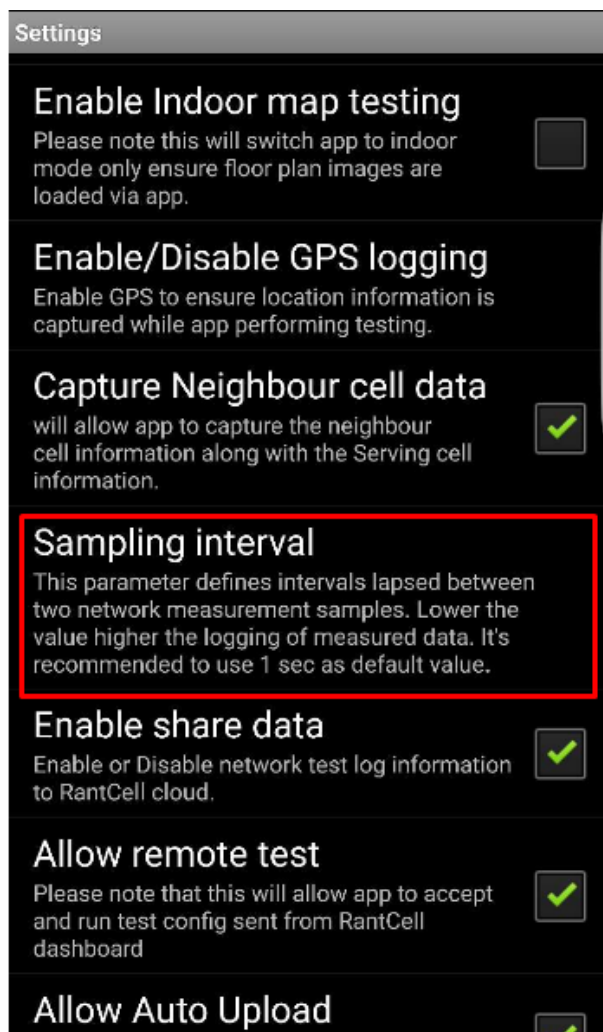 Settings
Enable Indoor map testing
Please note this will switch app to indoor
mode only ensure floor plan images are
loaded via app.
Enable/Disable GPS logging
Enable GPS to ensure location information is
captured while app performing testing.
Capture Neighbour cell data
will allow app to capture the neighbour
cell information along with the Serving cell
information.
Sampling interval
This parameter defines intervals lapsed between
two network measurement samples. Lower the
value higher the logging of measured data. It's
recommended to use 1 sec as default value.
Enable share data
Enable or Disable network test log information
to RantCell cloud.
Allow remote test
Please note that this will allow app to accept
and run test config sent from RantCell
dashboard
Allow Auto Upload